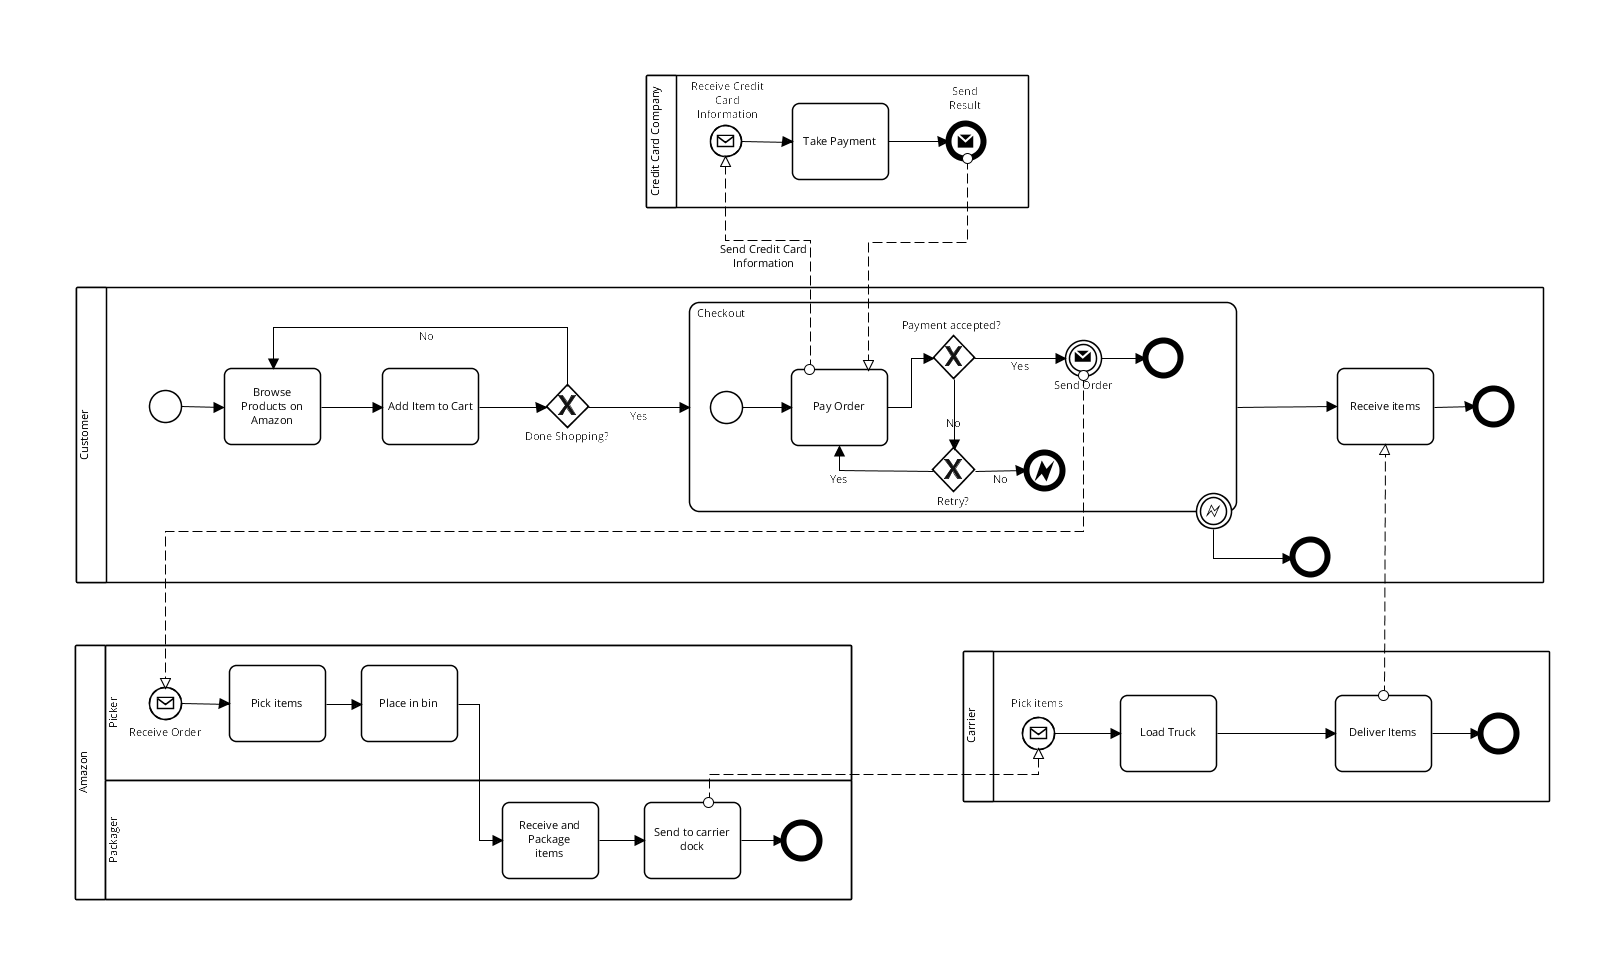 Credit Card Company
Receive Credit
Card
Information
Take Payment
Send
Result
Send Credit Card
Information
Customer
Browse
Products on
Amazon
Add Item to Cart
No
Done Shopping?
Yes
Checkout
Pay Order
Payment accepted?
Yes
Send Order
No
Yes
Retry?
No
Receive items
Amazon
Picker
Receive Order
Pick items
Place in bin
Packager
Receive and
Package
items
Send to carrier
dock
Carrier
Pick items
Load Truck
Deliver Items